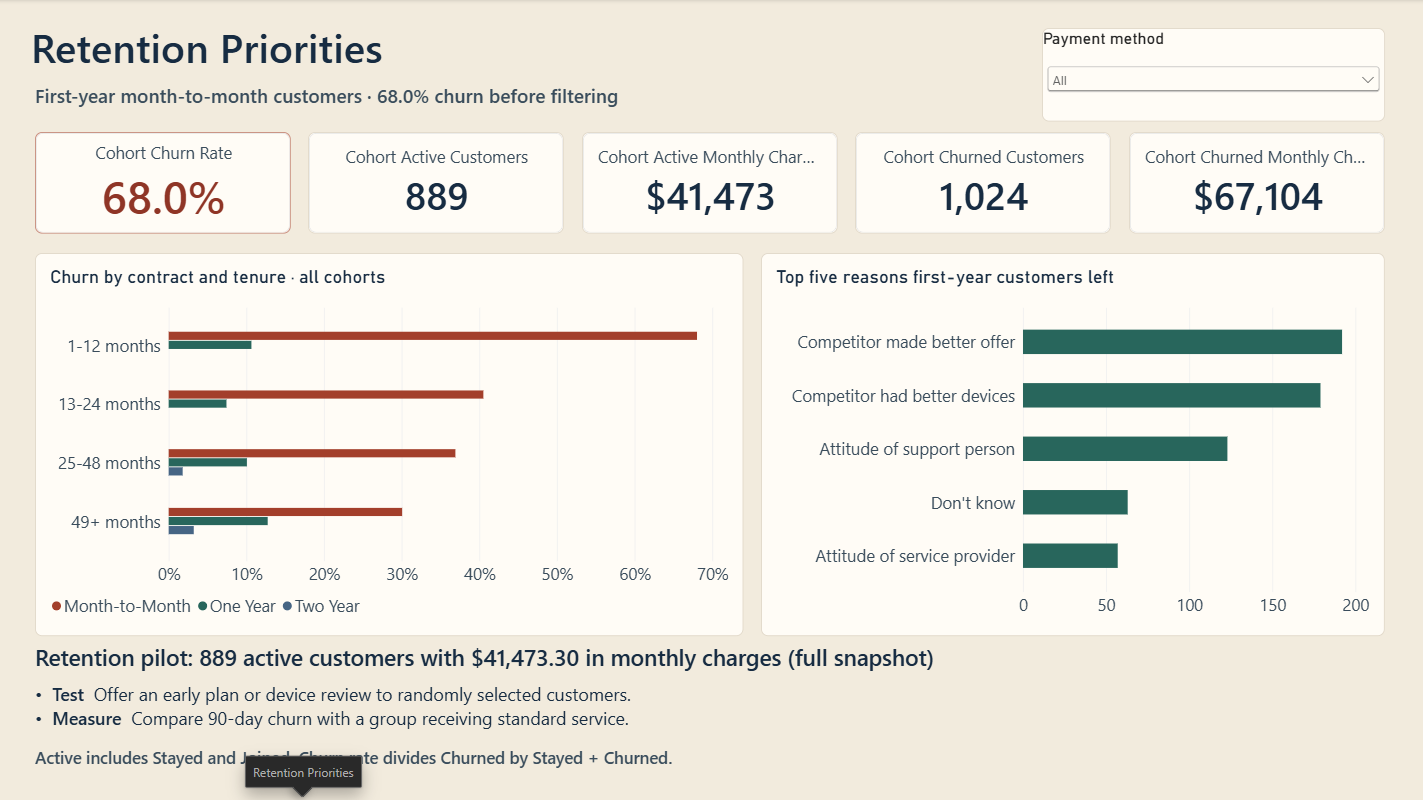 Retention Priorities
First-year month-to-month customers · 68.0% churn before filtering
Payment method
All
Cohort Churn Rate
68.0%
Cohort Active Customers
889
Cohort Active Monthly Char...
$41,473
Cohort Churned Customers
1,024
Cohort Churned Monthly Ch...
$67,104
Churn by contract and tenure · all cohorts
1-12 months
13-24 months
25-48 months
49+ months
0% 10% 20% 30% 40% 50% 60% 70%
Month-to-Month One Year Two Year
Top five reasons first-year customers left
Competitor made better offer
Competitor had better devices
Attitude of support person
Don't know
Attitude of service provider
0 50 100 150 200
Retention pilot: 889 active customers with $41,473.30 in monthly charges (full snapshot)
• Test Offer an early plan or device review to randomly selected customers.
• Measure Compare 90-day churn with a group receiving standard service.
Active includes Stayed and Joined. Churn rate divides Churned by Stayed + Churned.
Retention Priorities